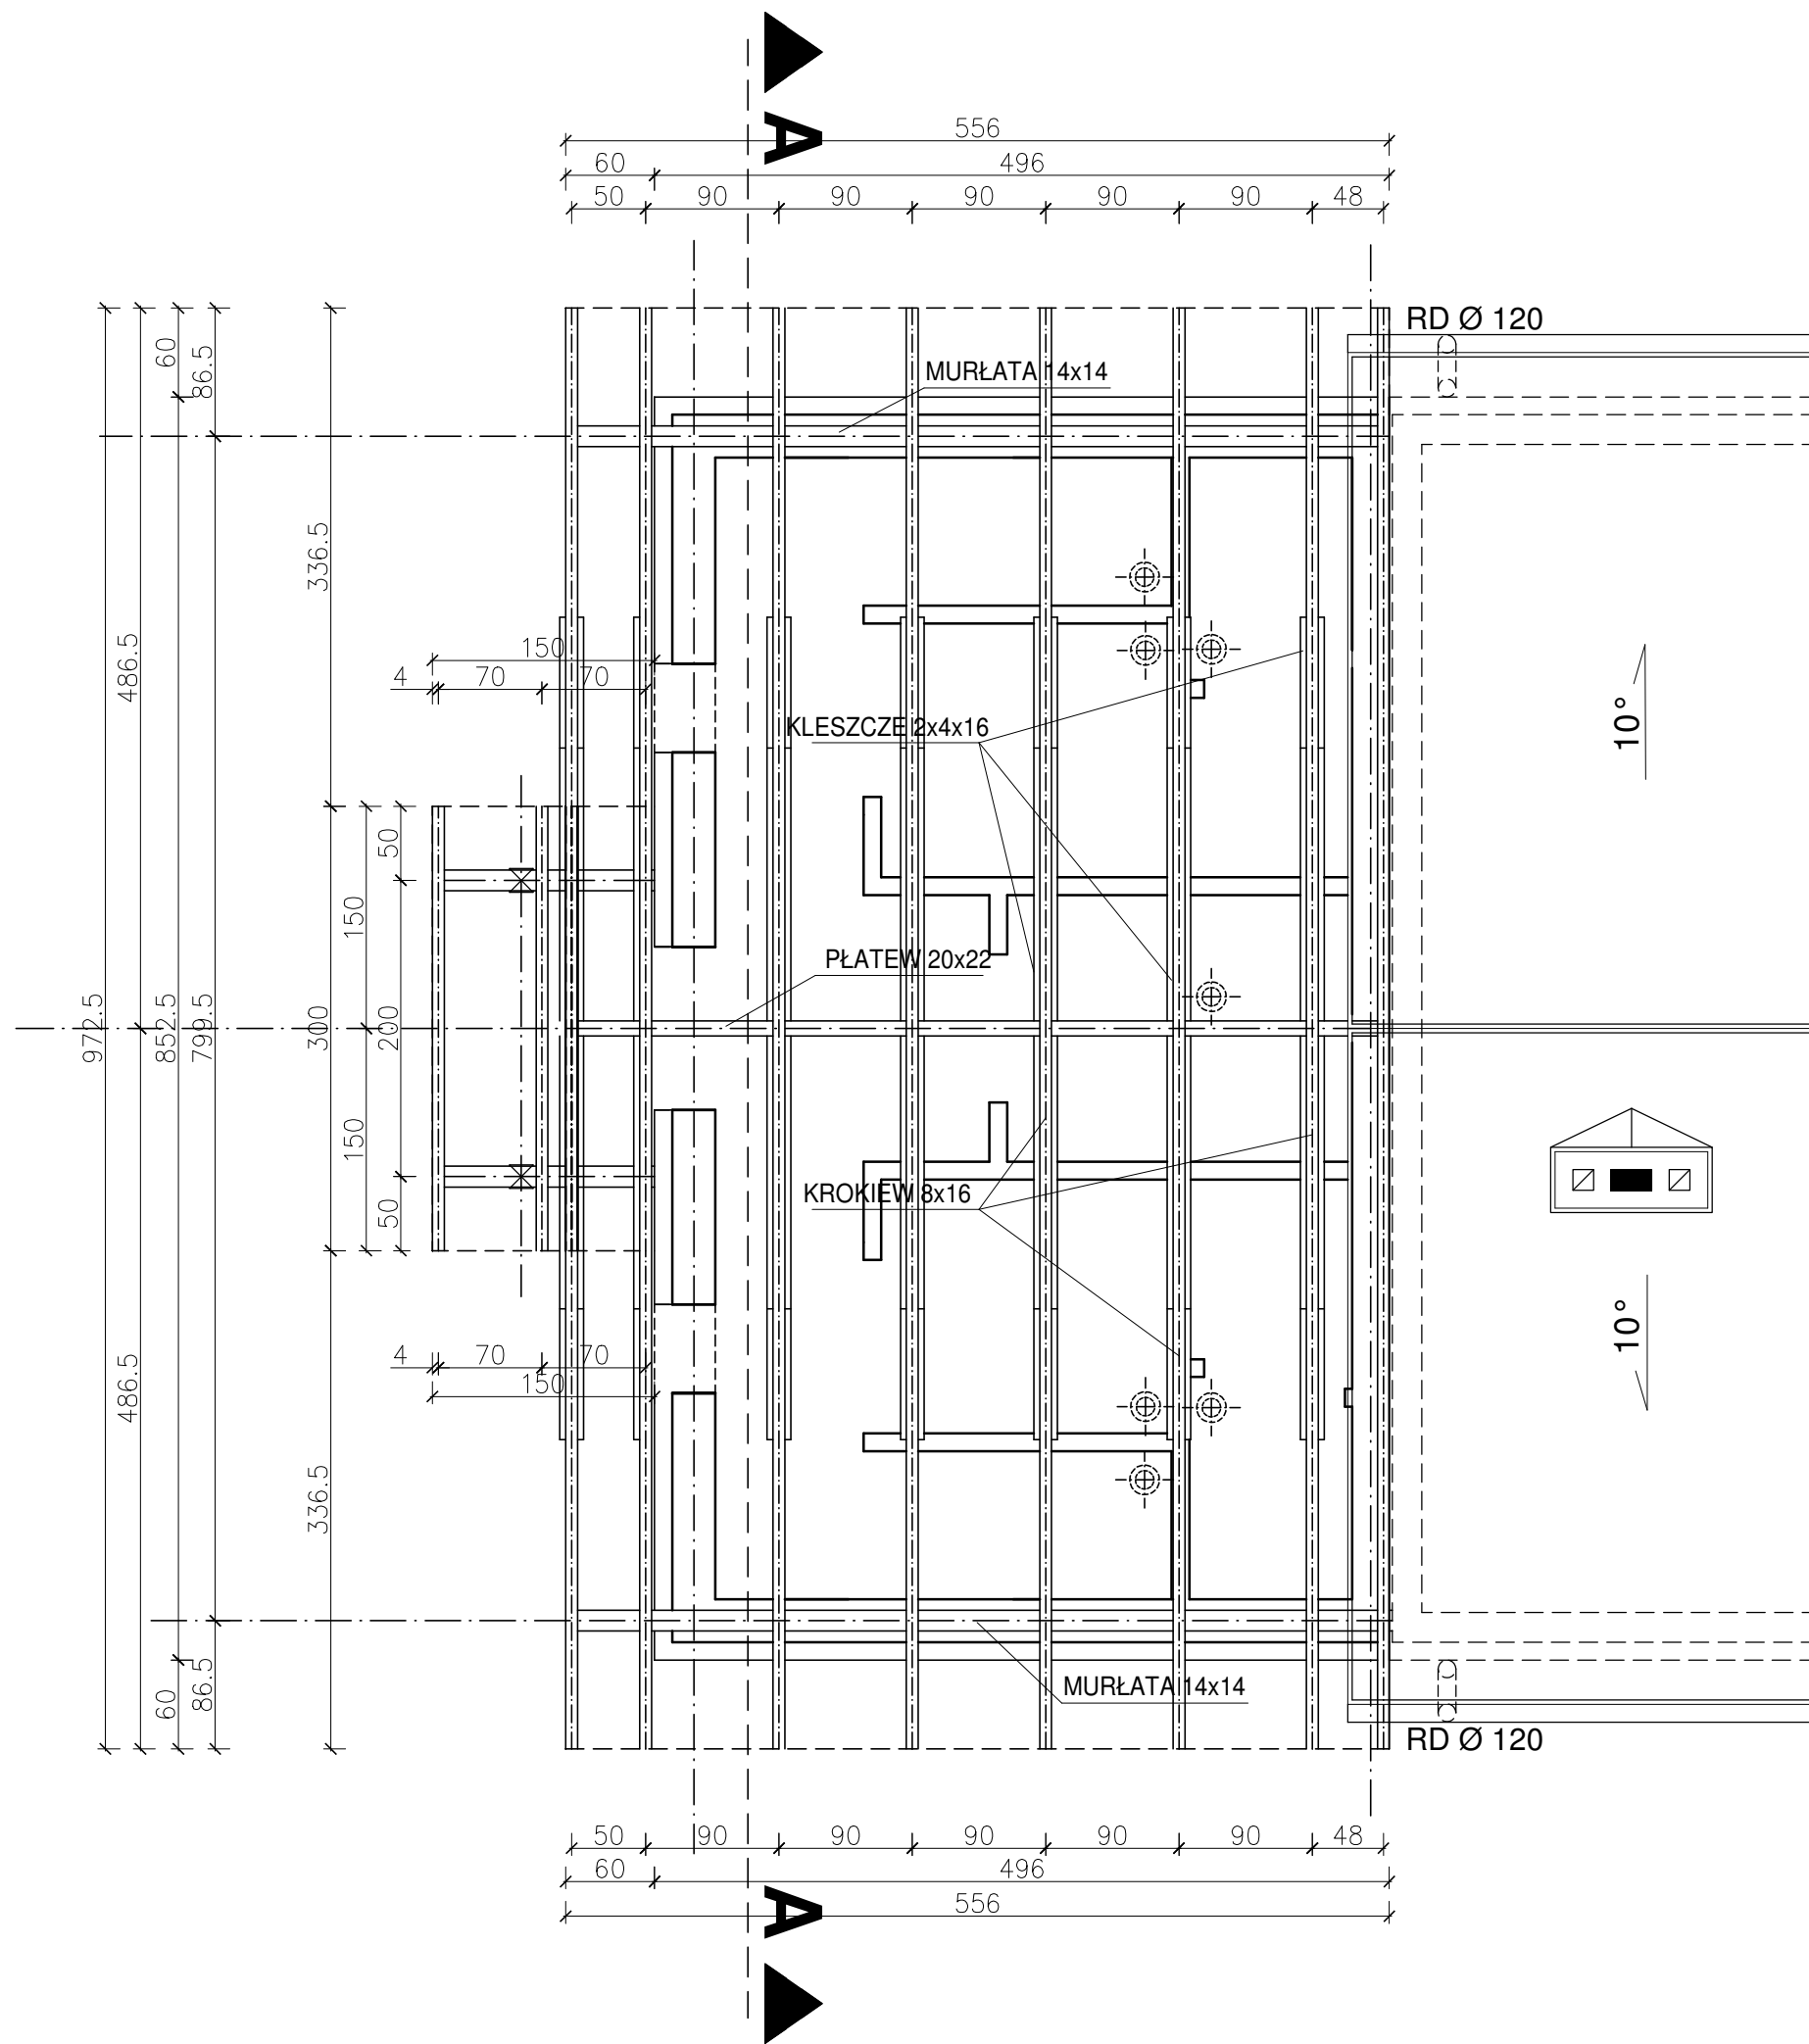 A
556
60 496
50 90 90 90 90 90 48
RD Ø 120
60
86.5
MURŁATA 14x14
336.5
486.5
150
4 70 70
10°
KLESZCZE 2x4x16
50
150
PŁATEW 20x22
972.5
852.5
799.5
300
200
150
KROKIEW 8x16
50
10°
4 70 70
150
486.5
336.5
MURŁATA 14x14
60
86.5
RD Ø 120
50 90 90 90 90 90 48
60 496
556
A